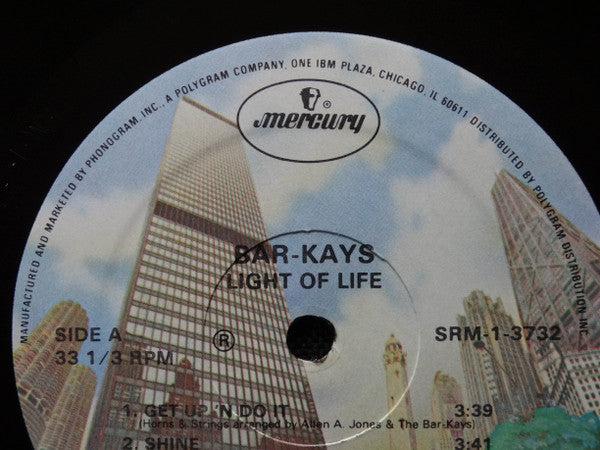 MANUFACTURED AND MARKETED BY PHONOGRAM, INC., A POLYGRAM COMPANY, ONE IBM PLAZA, CHICAGO, IL 60611 DISTRIBUTED BY POLYGRAM DISTRIBUTION INC.
®
mercury
BAR-KAYS
LIGHT OF LIFE
SIDE A
33 1/3 RPM
Ⓡ
SRM-1-3732
1. GET UP 'N DO IT 3:39
(Horns & Strings arranged by Allen A. Jones & The Bar-Kays)
2. SHINE 3:41